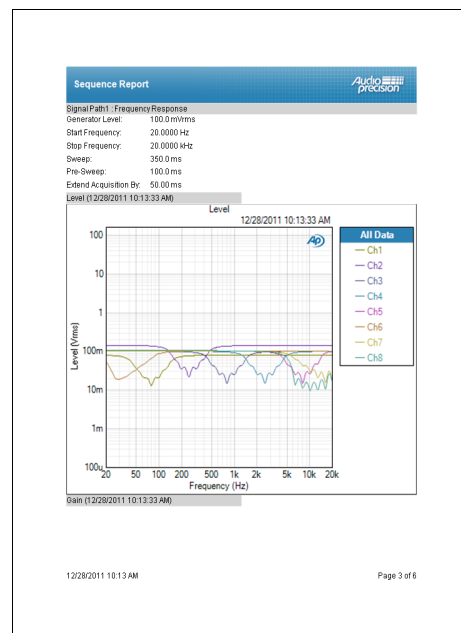 Sequence Report
Audio precision
Signal Path1 : Frequency Response
Generator Level: 100.0 mVrms
Start Frequency: 20.0000 Hz
Stop Frequency: 20.0000 kHz
Sweep: 350.0 ms
Pre-Sweep: 100.0 ms
Extend Acquisition By: 50.00 ms
Level (12/28/2011 10:13:33 AM)
Level
12/28/2011 10:13:33 AM
AP
All Data
Ch1
Ch2
Ch3
Ch4
Ch5
Ch6
Ch7
Ch8
Level (Vrms)
100
10
1
100m
10m
1m
100u
20 50 100 200 500 1k 2k 5k 10k 20k
Frequency (Hz)
Gain (12/28/2011 10:13:33 AM)
12/28/2011 10:13 AM Page 3 of 6